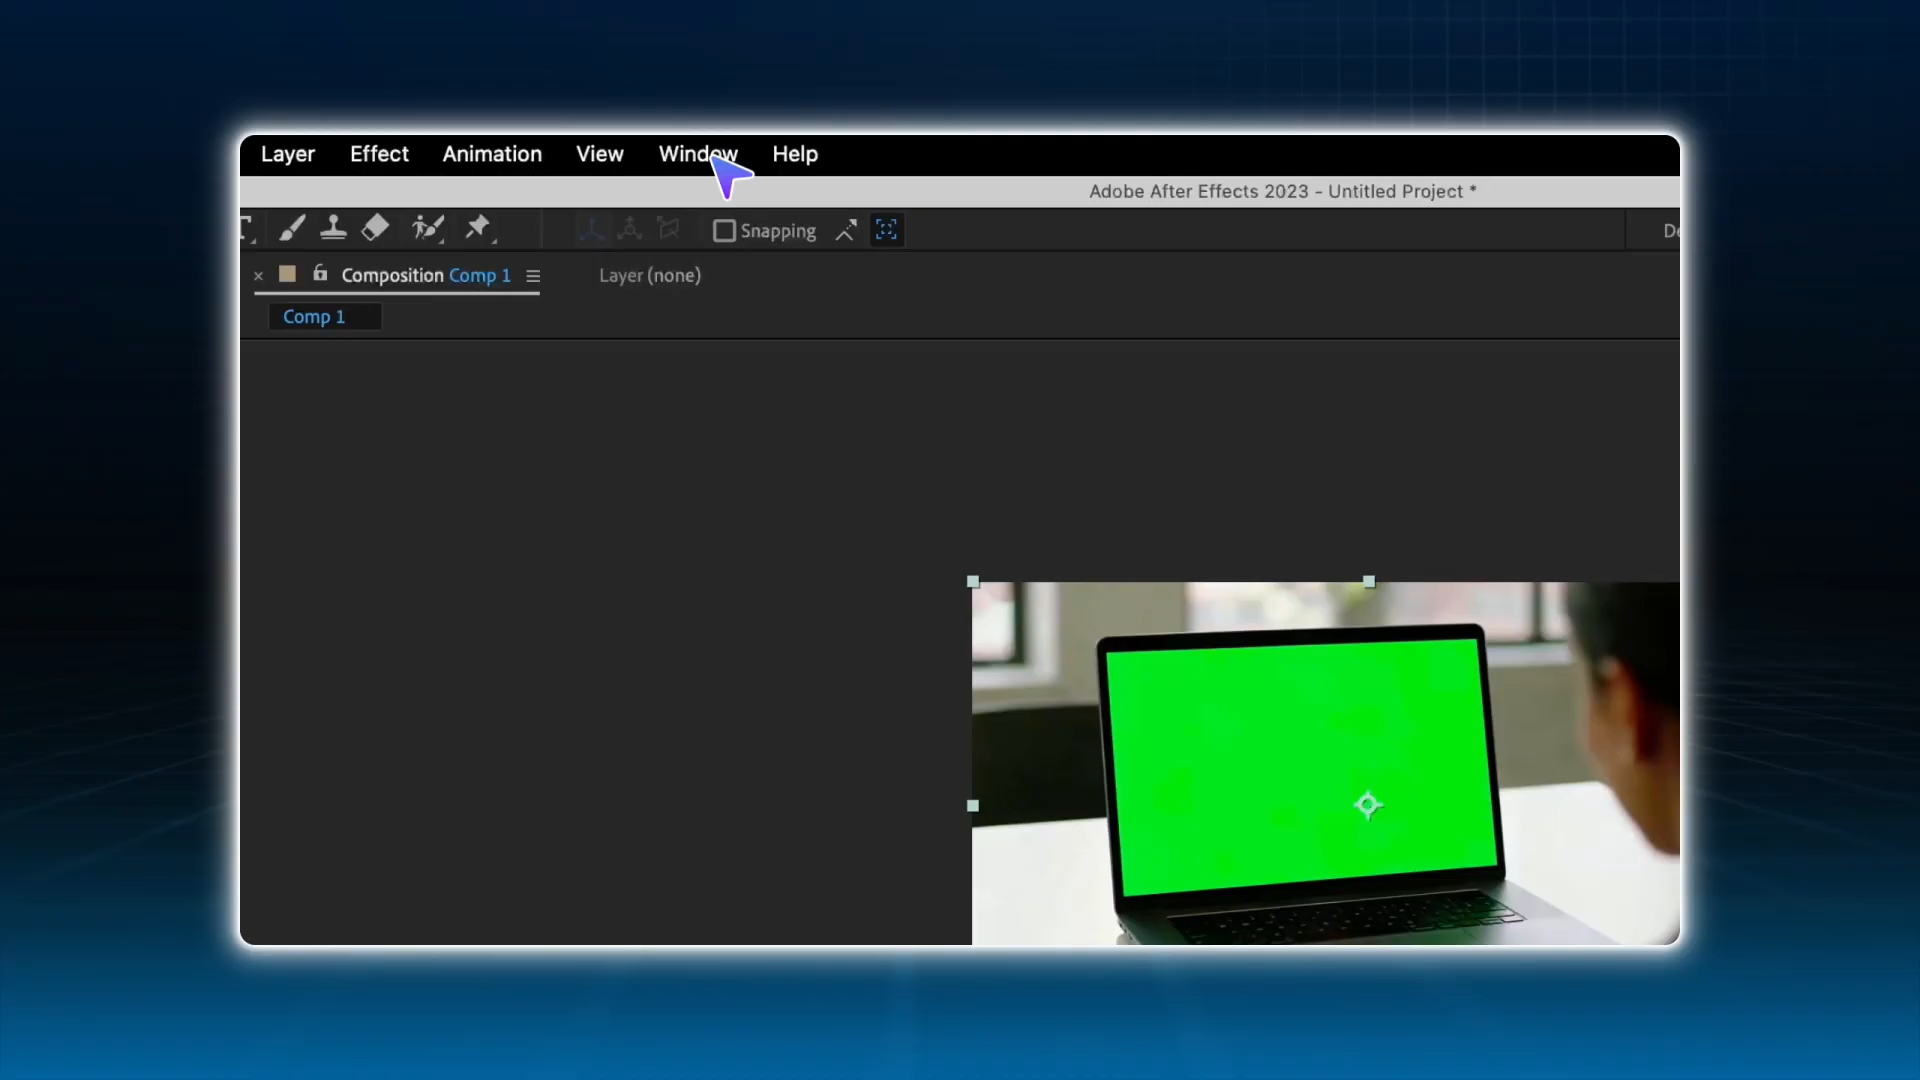 Layer Effect Animation View Window Help
Adobe After Effects 2023 - Untitled Project *
Snapping
Composition Comp 1 Layer (none)
Comp 1